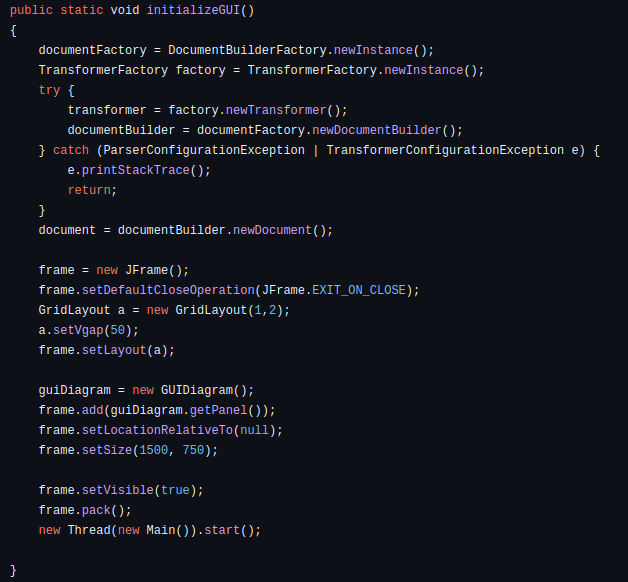 public static void initializeGUI()
{
    documentFactory = DocumentBuilderFactory.newInstance();
    TransformerFactory factory = TransformerFactory.newInstance();
    try {
        transformer = factory.newTransformer();
        documentBuilder = documentFactory.newDocumentBuilder();
    } catch (ParserConfigurationException | TransformerConfigurationException e) {
        e.printStackTrace();
        return;
    }
    document = documentBuilder.newDocument();

    frame = new JFrame();
    frame.setDefaultCloseOperation(JFrame.EXIT_ON_CLOSE);
    GridLayout a = new GridLayout(1,2);
    a.setVgap(50);
    frame.setLayout(a);

    guiDiagram = new GUIDiagram();
    frame.add(guiDiagram.getPanel());
    frame.setLocationRelativeTo(null);
    frame.setSize(1500, 750);

    frame.setVisible(true);
    frame.pack();
    new Thread(new Main()).start();

}